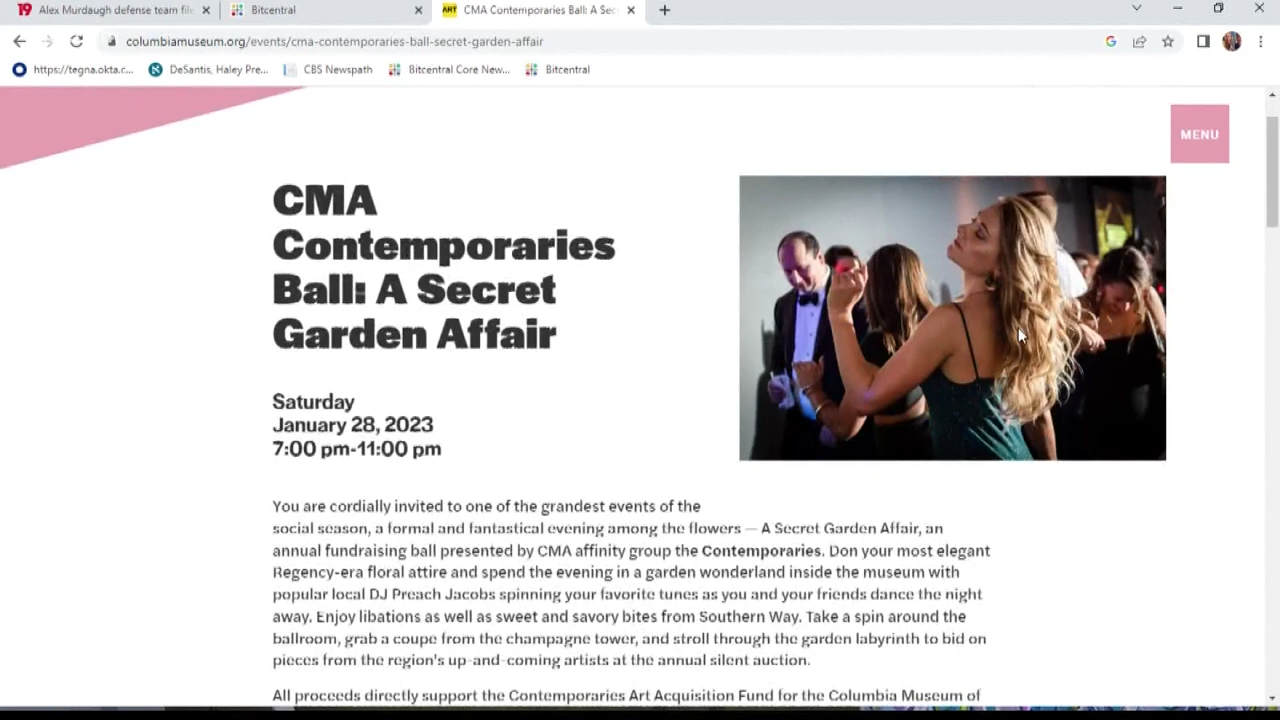 Alex Murdaugh defense team file
Bitcentral
CMA Contemporaries Ball: A Sec
columbiamuseum.org/events/cma-contemporaries-ball-secret-garden-affair
https://tegna.okta.c...
DeSantis, Haley Pre...
CBS Newspath
Bitcentral Core New...
Bitcentral
MENU
CMA
Contemporaries
Ball: A Secret
Garden Affair
Saturday
January 28, 2023
7:00 pm-11:00 pm
You are cordially invited to one of the grandest events of the
social season, a formal and fantastical evening among the flowers — A Secret Garden Affair, an
annual fundraising ball presented by CMA affinity group the Contemporaries. Don your most elegant
Regency-era floral attire and spend the evening in a garden wonderland inside the museum with
popular local DJ Preach Jacobs spinning your favorite tunes as you and your friends dance the night
away. Enjoy libations as well as sweet and savory bites from Southern Way. Take a spin around the
ballroom, grab a coupe from the champagne tower, and stroll through the garden labyrinth to bid on
pieces from the region's up-and-coming artists at the annual silent auction.
All proceeds directly support the Contemporaries Art Acquisition Fund for the Columbia Museum of